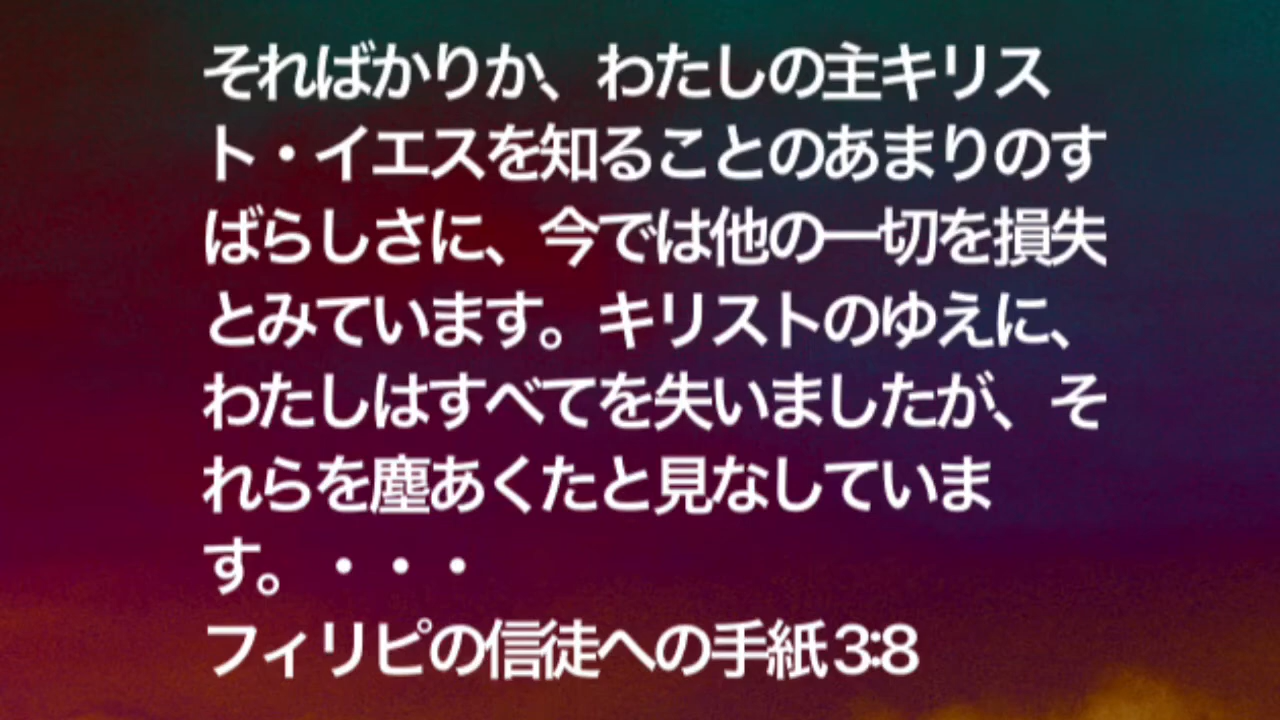 そればかりか、わたしの主キリス
ト・イエスを知ることのあまりのす
ばらしさに、今では他の一切を損失
とみています。キリストのゆえに、
わたしはすべてを失いましたが、そ
れらを塵あくたと見なしていま
す。・・・
フィリピの信徒への手紙 3:8